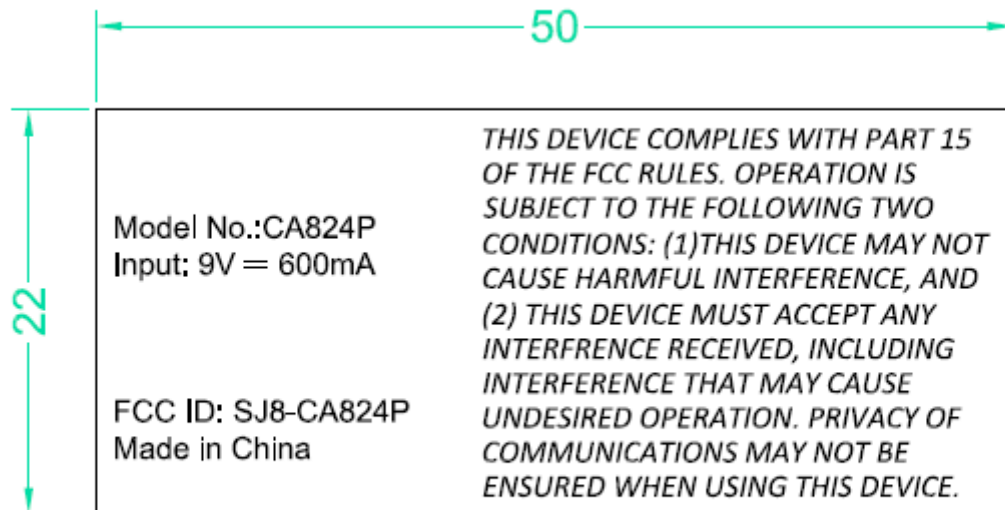 50
22
Model No.:CA824P
Input: 9V ⎓ 600mA
FCC ID: SJ8-CA824P
Made in China
THIS DEVICE COMPLIES WITH PART 15
OF THE FCC RULES. OPERATION IS
SUBJECT TO THE FOLLOWING TWO
CONDITIONS: (1)THIS DEVICE MAY NOT
CAUSE HARMFUL INTERFERENCE, AND
(2) THIS DEVICE MUST ACCEPT ANY
INTERFRENCE RECEIVED, INCLUDING
INTERFERENCE THAT MAY CAUSE
UNDESIRED OPERATION. PRIVACY OF
COMMUNICATIONS MAY NOT BE
ENSURED WHEN USING THIS DEVICE.